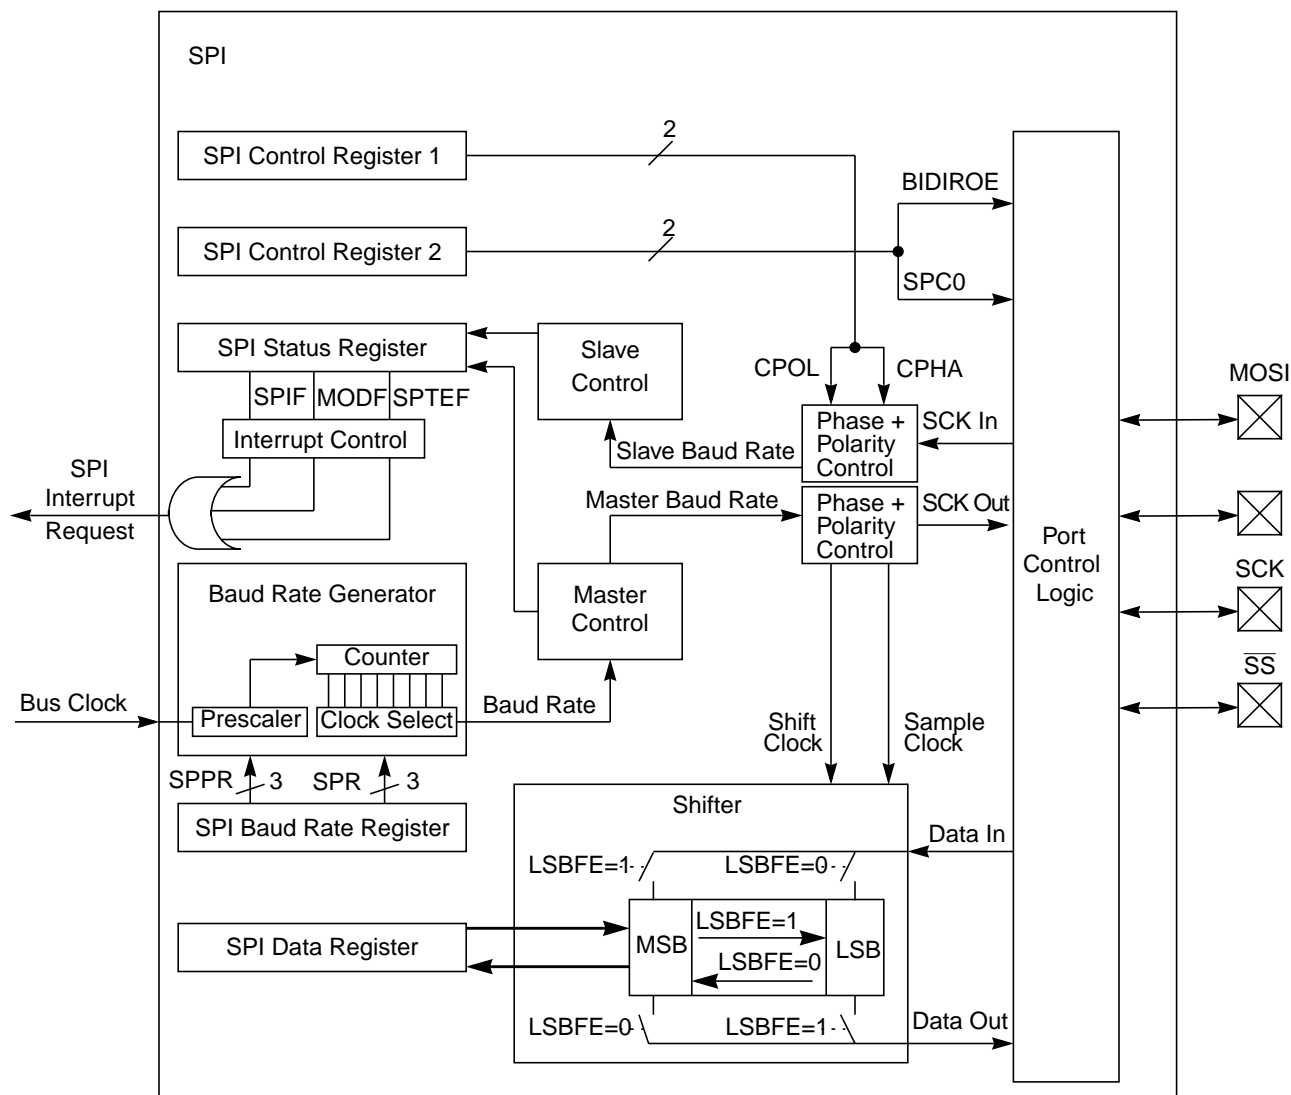 SPI
SPI Control Register 1
2
BIDIROE
SPI Control Register 2
2
SPC0
SPI Status Register
Slave
Control
CPOL
CPHA
MOSI
SPIF
MODF
SPTEF
Interrupt Control
Phase +
Polarity
Control
SCK In
Slave Baud Rate
SPI
Interrupt
Request
Master Baud Rate
Phase +
Polarity
Control
SCK Out
Port
Control
Logic
SCK
Baud Rate Generator
Master
Control
Counter
SS
Bus Clock
Prescaler
Clock Select
Baud Rate
Shift
Clock
Sample
Clock
SPPR
3
SPR
3
SPI Baud Rate Register
Shifter
Data In
LSBFE=1
LSBFE=0
SPI Data Register
MSB
LSBFE=1
LSBFE=0
LSB
LSBFE=0
LSBFE=1
Data Out